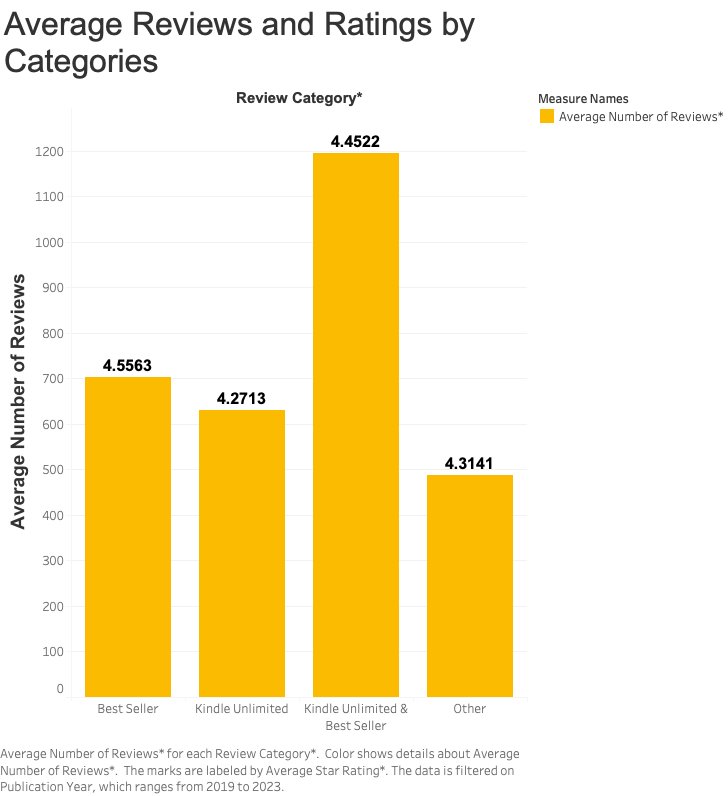 Average Reviews and Ratings by
Categories
Review Category*
Measure Names
Average Number of Reviews*
Average Number of Reviews
1200
1100
1000
900
800
700
600
500
400
300
200
100
0
4.5563
4.2713
4.4522
4.3141
Best Seller
Kindle Unlimited
Kindle Unlimited &
Best Seller
Other
Average Number of Reviews* for each Review Category*. Color shows details about Average
Number of Reviews*. The marks are labeled by Average Star Rating*. The data is filtered on
Publication Year, which ranges from 2019 to 2023.